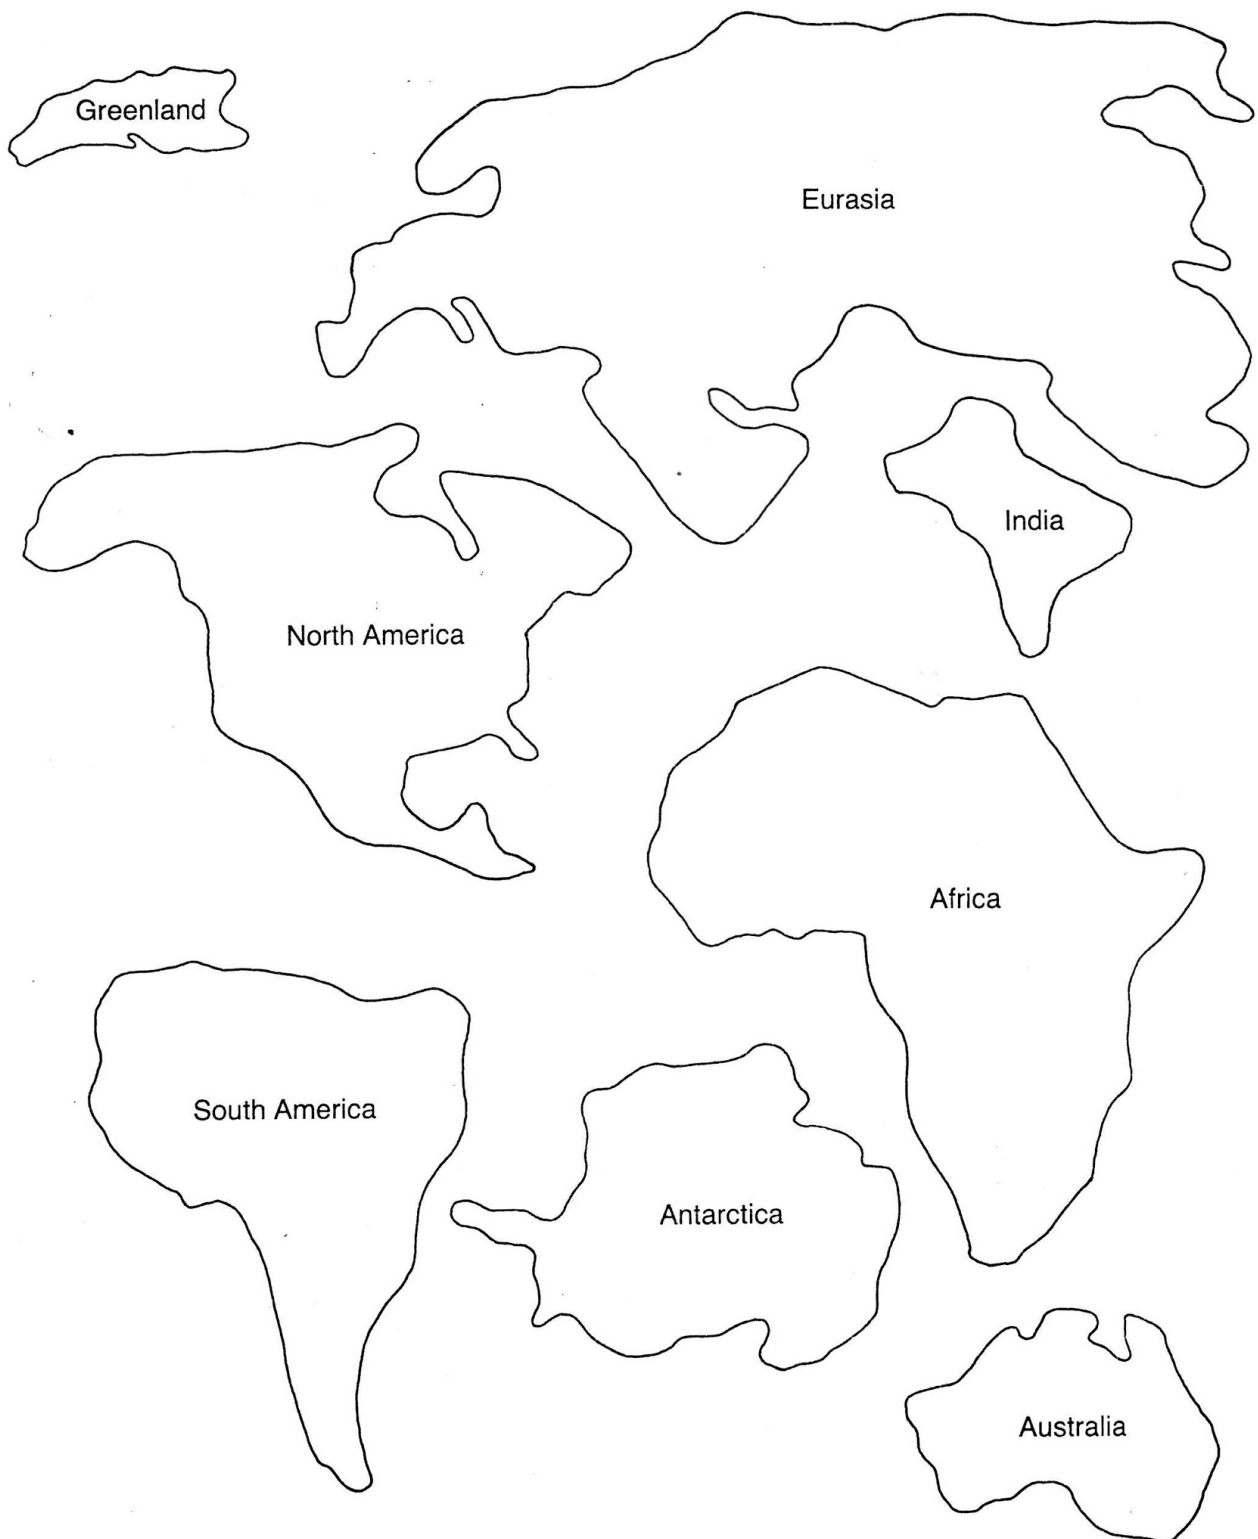 Greenland
Eurasia
India
North America
Africa
South America
Antarctica
Australia